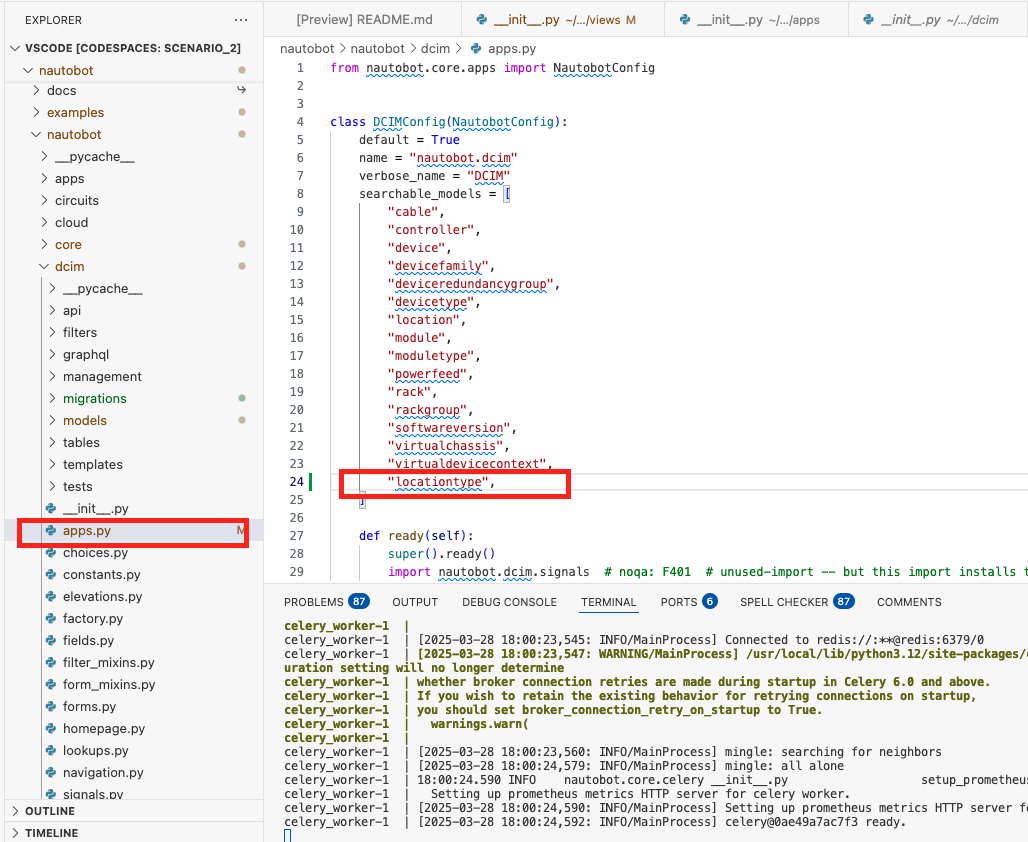 EXPLORER
...
VSCODE [CODESPACES: SCENARIO_2]
nautobot
docs
examples
nautobot
__pycache__
apps
circuits
cloud
core
dcim
__pycache__
api
filters
graphql
management
migrations
models
tables
templates
tests
__init__.py
apps.py M
choices.py
constants.py
elevations.py
factory.py
fields.py
filter_mixins.py
form_mixins.py
forms.py
homepage.py
lookups.py
navigation.py
signals.py
OUTLINE
TIMELINE
[Preview] README.md
__init__.py ~/.../views M
__init__.py ~/.../apps
__init__.py ~/.../dcim
nautobot > nautobot > dcim > apps.py
1 from nautobot.core.apps import NautobotConfig
2
3
4 class DCIMConfig(NautobotConfig):
5 default = True
6 name = "nautobot.dcim"
7 verbose_name = "DCIM"
8 searchable_models = [
9 "cable",
10 "controller",
11 "device",
12 "devicefamily",
13 "deviceredundancygroup",
14 "devicetype",
15 "location",
16 "module",
17 "moduletype",
18 "powerfeed",
19 "rack",
20 "rackgroup",
21 "softwareversion",
22 "virtualchassis",
23 "virtualdevicecontext",
24 "locationtype",
25 ]
26
27 def ready(self):
28 super().ready()
29 import nautobot.dcim.signals # noqa: F401 # unused-import -- but this import installs t
PROBLEMS 87 OUTPUT DEBUG CONSOLE TERMINAL PORTS 6 SPELL CHECKER 87 COMMENTS
celery_worker-1 |
celery_worker-1 | [2025-03-28 18:00:23,545: INFO/MainProcess] Connected to redis://:**@redis:6379/0
celery_worker-1 | [2025-03-28 18:00:23,547: WARNING/MainProcess] /usr/local/lib/python3.12/site-packages/
uration setting will no longer determine
celery_worker-1 | whether broker connection retries are made during startup in Celery 6.0 and above.
celery_worker-1 | If you wish to retain the existing behavior for retrying connections on startup,
celery_worker-1 | you should set broker_connection_retry_on_startup to True.
celery_worker-1 | warnings.warn(
celery_worker-1 |
celery_worker-1 | [2025-03-28 18:00:23,560: INFO/MainProcess] mingle: searching for neighbors
celery_worker-1 | [2025-03-28 18:00:24,579: INFO/MainProcess] mingle: all alone
celery_worker-1 | 18:00:24.590 INFO nautobot.core.celery __init__.py setup_prometheus
celery_worker-1 | Setting up prometheus metrics HTTP server for celery worker.
celery_worker-1 | [2025-03-28 18:00:24,590: INFO/MainProcess] Setting up prometheus metrics HTTP server fo
celery_worker-1 | [2025-03-28 18:00:24,592: INFO/MainProcess] celery@0ae49a7ac7f3 ready.